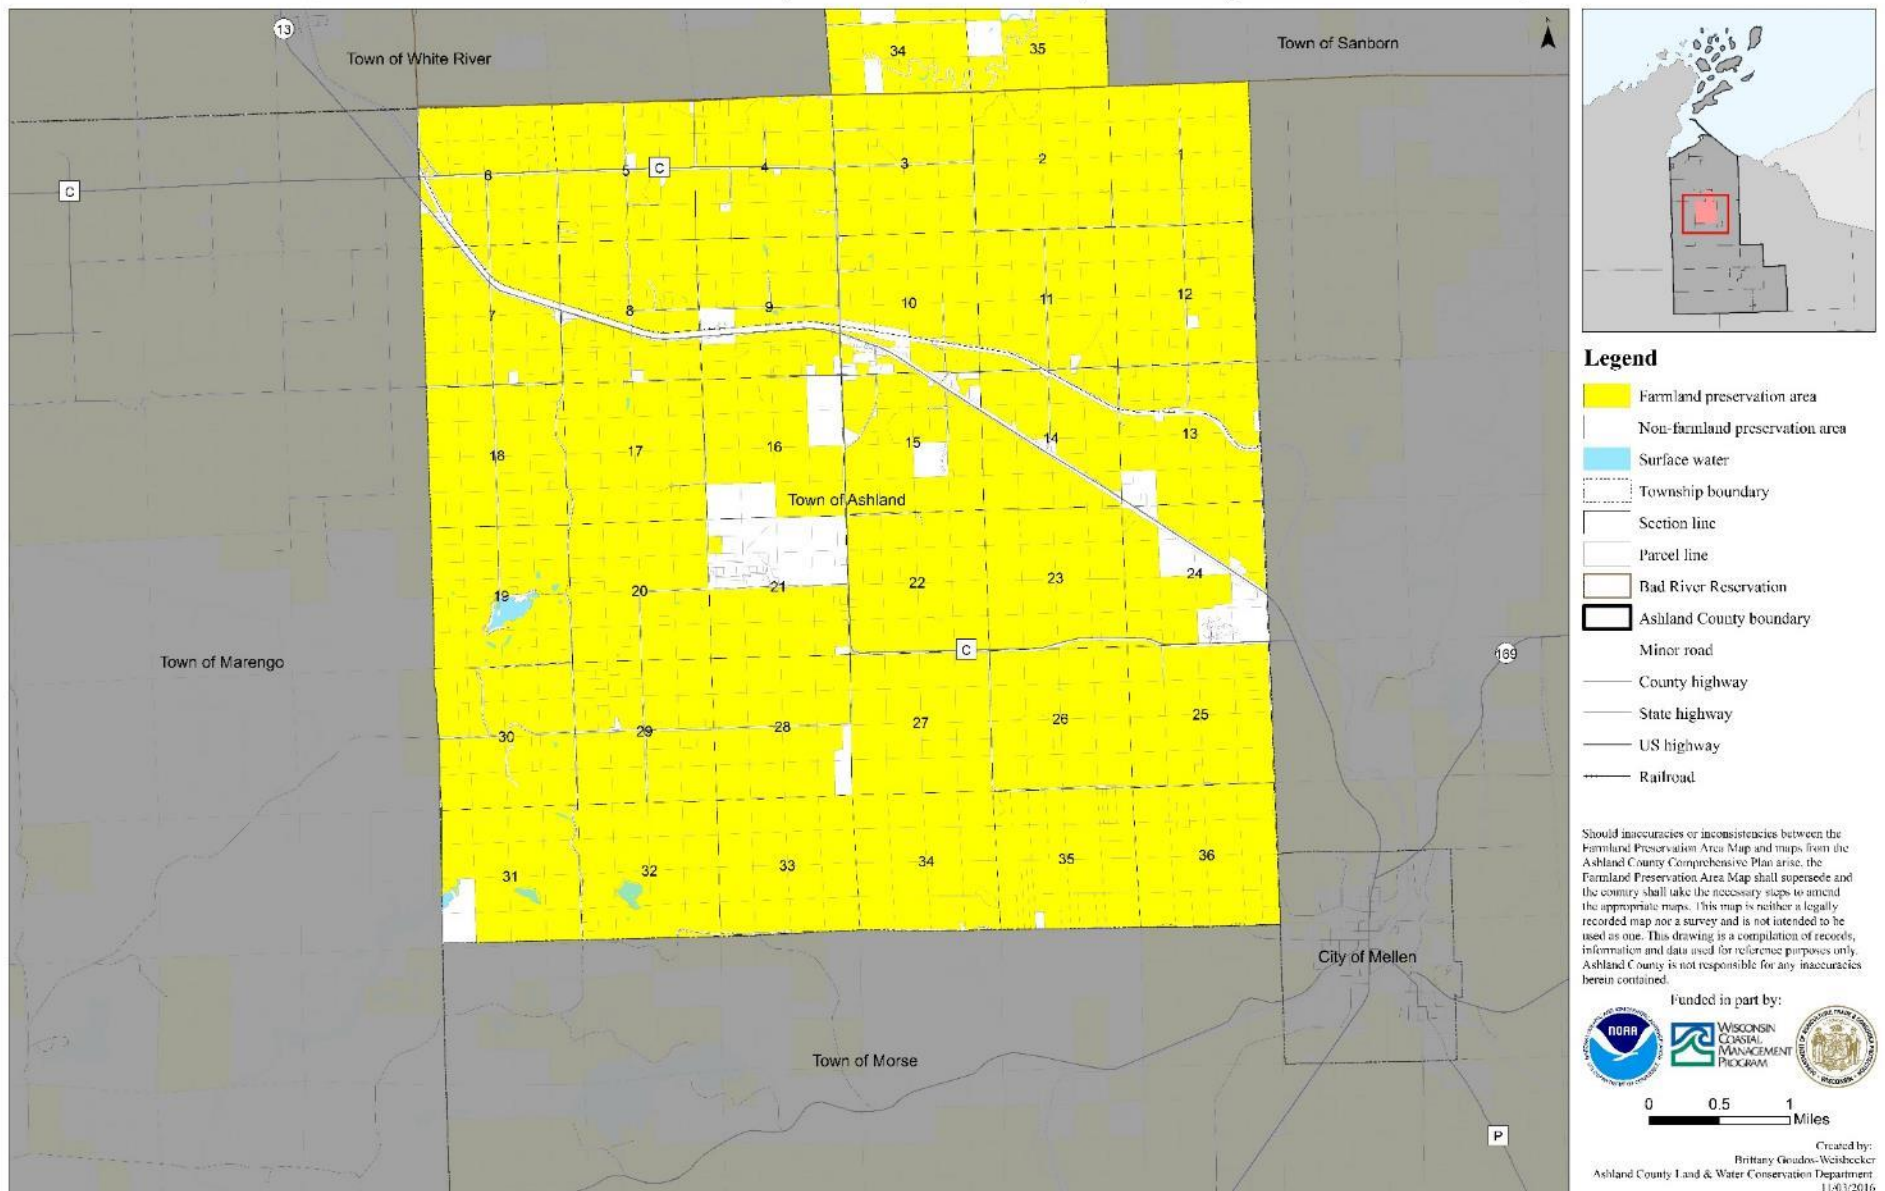 13
Town of White River
34
35
Town of Sanborn
C
6
5
C
4
3
2
1
7
8
9
10
11
12
18
17
16
15
14
13
Town of Ashland
19
20
21
22
23
24
Town of Marengo
C
169
30
29
28
27
26
25
31
32
33
34
35
36
City of Mellen
Town of Morse
P
Legend
Farmland preservation area
Non-farmland preservation area
Surface water
Township boundary
Section line
Parcel line
Bad River Reservation
Ashland County boundary
Minor road
County highway
State highway
US highway
Railroad
Should inaccuracies or inconsistencies between the
Farmland Preservation Area Map and maps from the
Ashland County Comprehensive Plan arise, the
Farmland Preservation Area Map shall supersede and
the country shall take the necessary steps to amend
the appropriate maps. This map is neither a legally
recorded map nor a survey and is not intended to be
used as one. This drawing is a compilation of records,
information and data used for reference purposes only.
Ashland County is not responsible for any inaccuracies
herein contained.
Funded in part by:
NOAA
WISCONSIN
COASTAL
MANAGEMENT
PROGRAM
0 0.5 1
Miles
Created by:
Brittany Goudos-Weisbecker
Ashland County Land & Water Conservation Department
11/03/2016